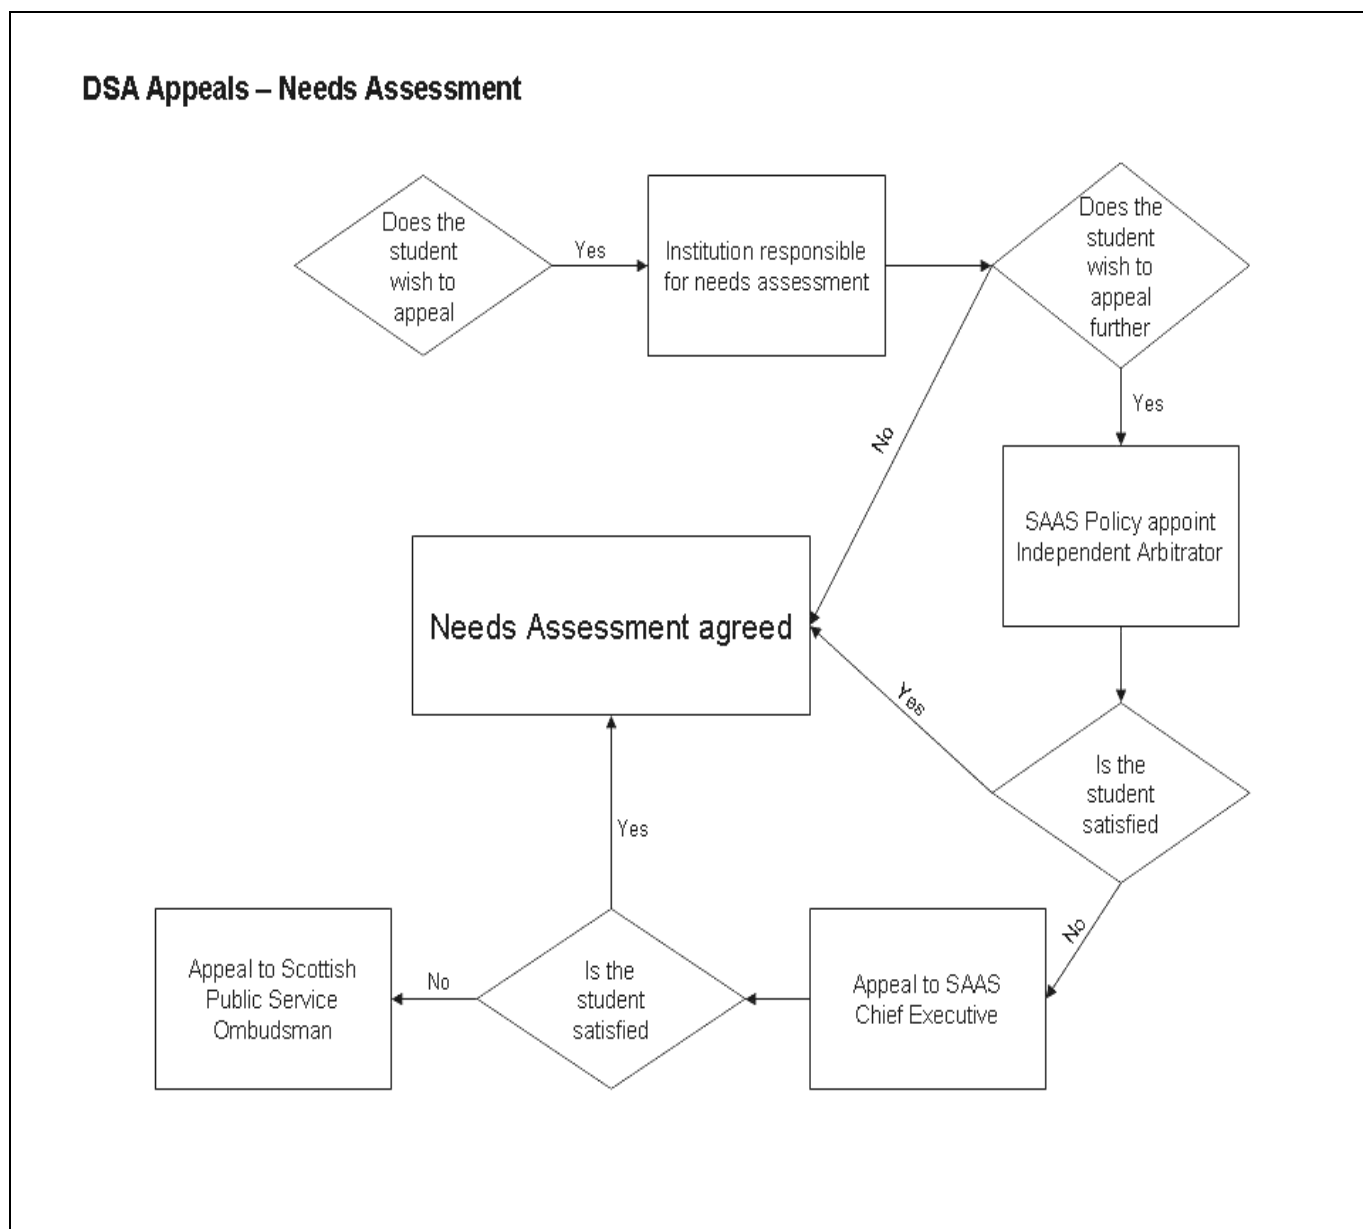 DSA Appeals – Needs Assessment
Does the
student
wish to
appeal
Yes
Institution responsible
for needs assessment
Does the
student
wish to
appeal
further
Yes
No
SAAS Policy appoint
Independent Arbitrator
Needs Assessment agreed
Yes
Is the
student
satisfied
No
Appeal to SAAS
Chief Executive
Is the
student
satisfied
Yes
No
Appeal to Scottish
Public Service
Ombudsman